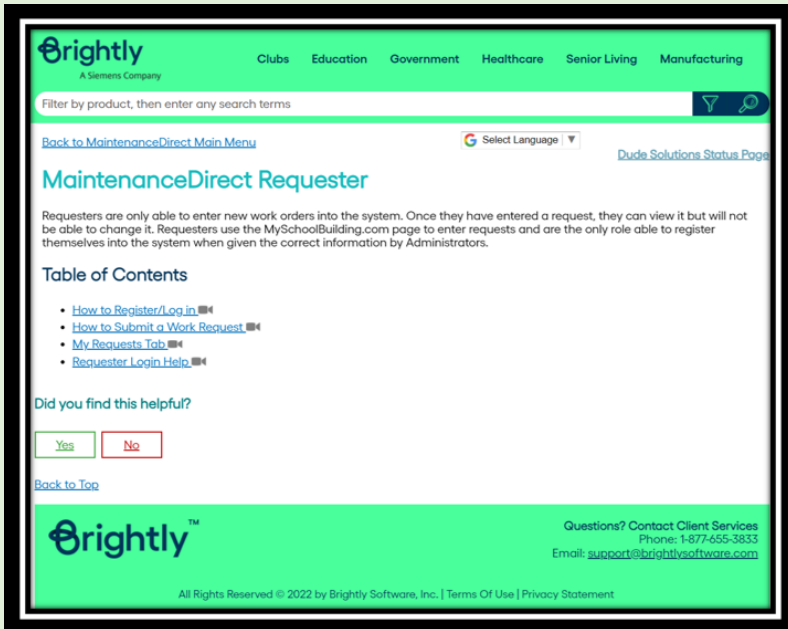 Brightly
A Siemens Company
Clubs Education Government Healthcare Senior Living Manufacturing
Filter by product, then enter any search terms
Back to MaintenanceDirect Main Menu
G Select Language ▼
Dude Solutions Status Page
MaintenanceDirect Requester
Requesters are only able to enter new work orders into the system. Once they have entered a request, they can view it but will not
be able to change it. Requesters use the MySchoolBuilding.com page to enter requests and are the only role able to register
themselves into the system when given the correct information by Administrators.
Table of Contents
• How to Register/Log in
• How to Submit a Work Request
• My Requests Tab
• Requester Login Help
Did you find this helpful?
Yes No
Back to Top
Brightly™
Questions? Contact Client Services
Phone: 1-877-655-3833
Email: support@brightlysoftware.com
All Rights Reserved © 2022 by Brightly Software, Inc. | Terms Of Use | Privacy Statement